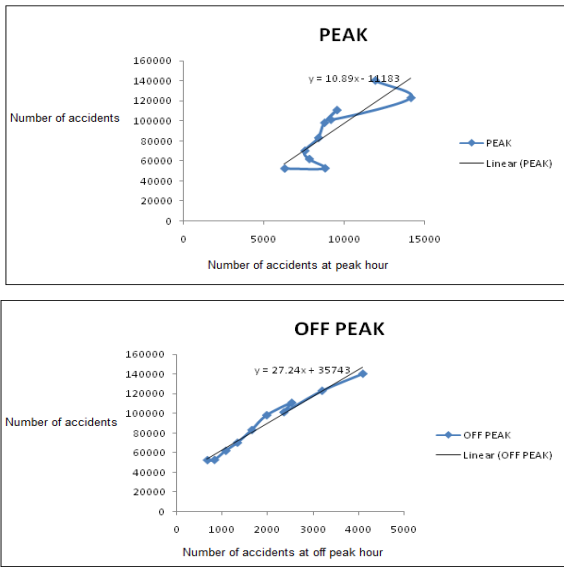 PEAK
160000
y = 10.89x - 11183
140000
120000
Number of accidents
100000
80000
60000
40000
20000
0
PEAK
Linear (PEAK)
0 5000 10000 15000
Number of accidents at peak hour
OFF PEAK
160000
y = 27.24x + 35743
140000
120000
100000
Number of accidents
80000
60000
40000
20000
0
OFF PEAK
Linear (OFF PEAK)
0 1000 2000 3000 4000 5000
Number of accidents at off peak hour